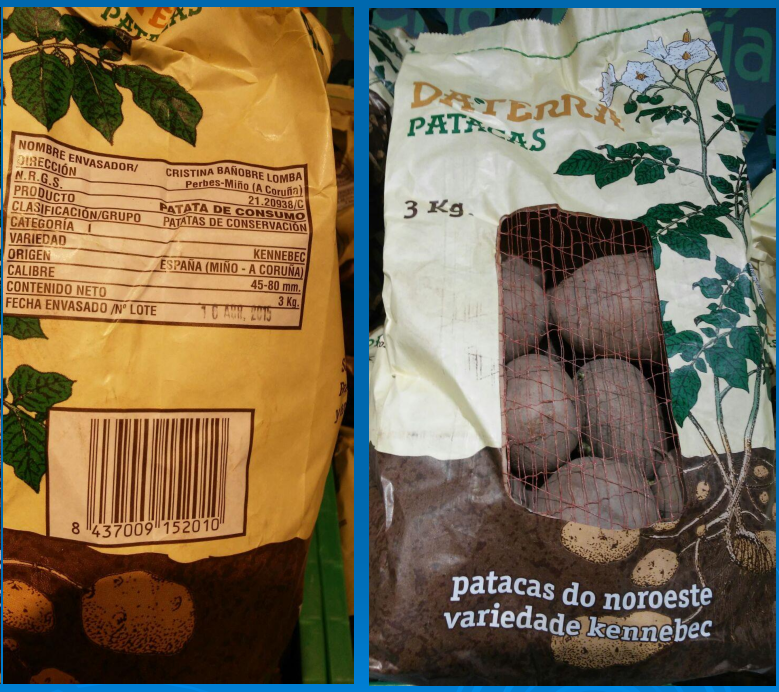 PATACAS
NOMBRE ENVASADOR/ CRISTINA BAÑOBRE LOMBA
DIRECCIÓN Perbes-Miño (A Coruña)
N.R.G.S. 21.20938/C
PRODUCTO PATATA DE CONSUMO
CLASIFICACIÓN/GRUPO PATATAS DE CONSERVACIÓN
CATEGORÍA I
VARIEDAD KENNEBEC
ORIGEN ESPAÑA (MIÑO - A CORUÑA)
CALIBRE 45-80 mm.
CONTENIDO NETO 3 Kg.
FECHA ENVASADO /Nº LOTE ABR, 2015
8 437009 152010
DATERRA
PATACAS
3 Kg.
patacas do noroeste
variedade kennebec